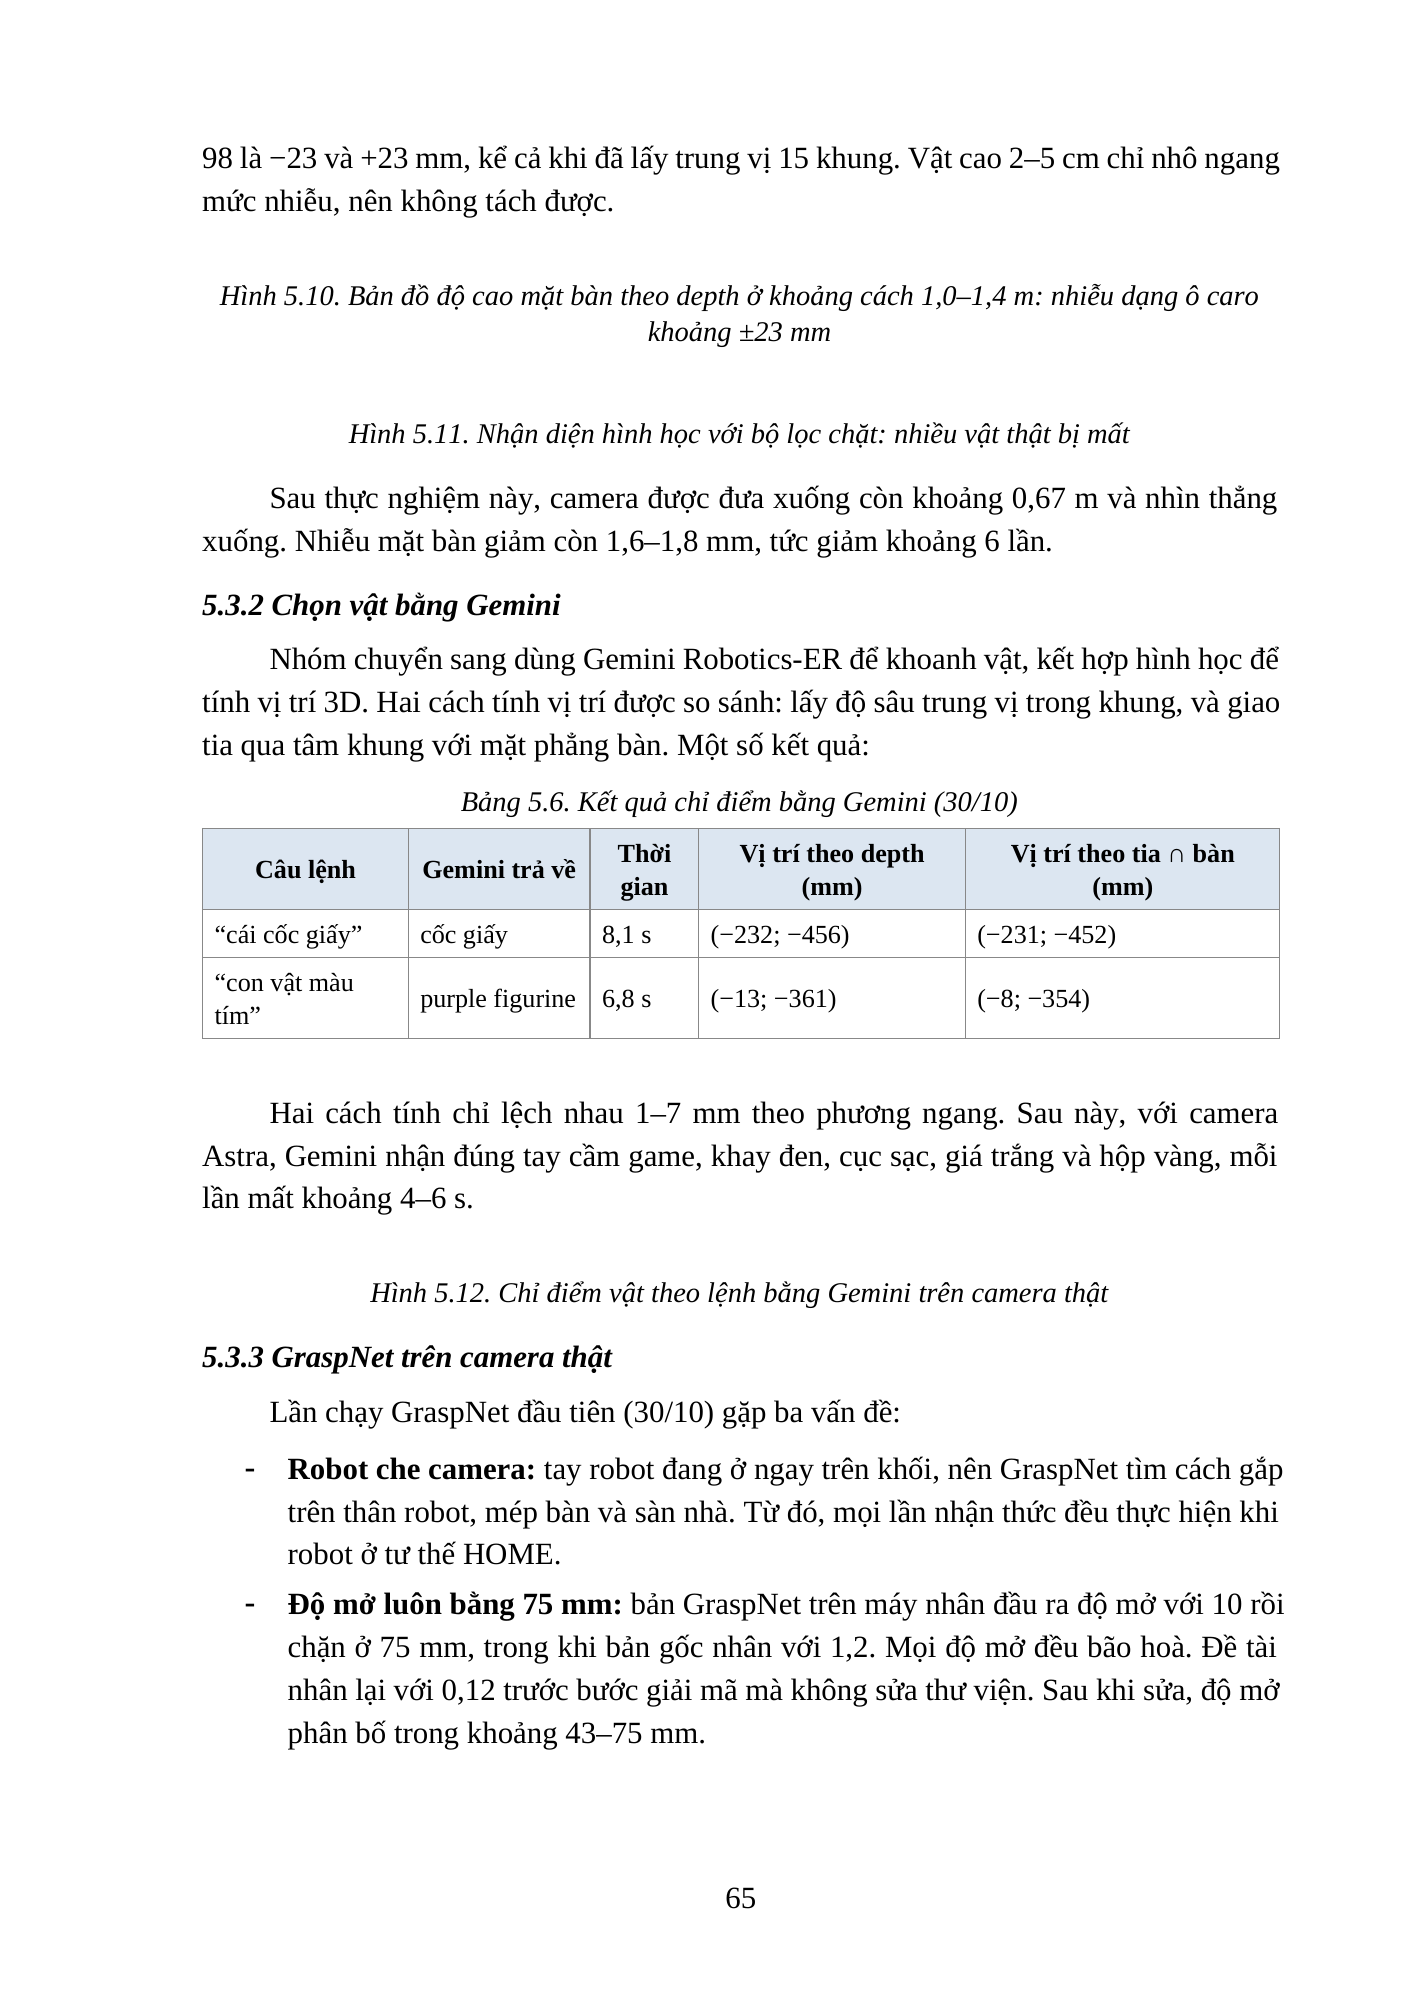 98 là −23 và +23 mm, kể cả khi đã lấy trung vị 15 khung. Vật cao 2–5 cm chỉ nhô ngang
mức nhiễu, nên không tách được.
Hình 5.10. Bản đồ độ cao mặt bàn theo depth ở khoảng cách 1,0–1,4 m: nhiễu dạng ô caro
khoảng ±23 mm
Hình 5.11. Nhận diện hình học với bộ lọc chặt: nhiều vật thật bị mất
Sau thực nghiệm này, camera được đưa xuống còn khoảng 0,67 m và nhìn thẳng
xuống. Nhiễu mặt bàn giảm còn 1,6–1,8 mm, tức giảm khoảng 6 lần.
5.3.2 Chọn vật bằng Gemini
Nhóm chuyển sang dùng Gemini Robotics-ER để khoanh vật, kết hợp hình học để
tính vị trí 3D. Hai cách tính vị trí được so sánh: lấy độ sâu trung vị trong khung, và giao
tia qua tâm khung với mặt phẳng bàn. Một số kết quả:
Bảng 5.6. Kết quả chỉ điểm bằng Gemini (30/10)
Câu lệnh Gemini trả về Thời gian Vị trí theo depth (mm) Vị trí theo tia ∩ bàn (mm)
“cái cốc giấy” cốc giấy 8,1 s (−232; −456) (−231; −452)
“con vật màu tím” purple figurine 6,8 s (−13; −361) (−8; −354)
Hai cách tính chỉ lệch nhau 1–7 mm theo phương ngang. Sau này, với camera
Astra, Gemini nhận đúng tay cầm game, khay đen, cục sạc, giá trắng và hộp vàng, mỗi
lần mất khoảng 4–6 s.
Hình 5.12. Chỉ điểm vật theo lệnh bằng Gemini trên camera thật
5.3.3 GraspNet trên camera thật
Lần chạy GraspNet đầu tiên (30/10) gặp ba vấn đề:
- Robot che camera: tay robot đang ở ngay trên khối, nên GraspNet tìm cách gắp
trên thân robot, mép bàn và sàn nhà. Từ đó, mọi lần nhận thức đều thực hiện khi
robot ở tư thế HOME.
- Độ mở luôn bằng 75 mm: bản GraspNet trên máy nhân đầu ra độ mở với 10 rồi
chặn ở 75 mm, trong khi bản gốc nhân với 1,2. Mọi độ mở đều bão hoà. Đề tài
nhân lại với 0,12 trước bước giải mã mà không sửa thư viện. Sau khi sửa, độ mở
phân bố trong khoảng 43–75 mm.
65